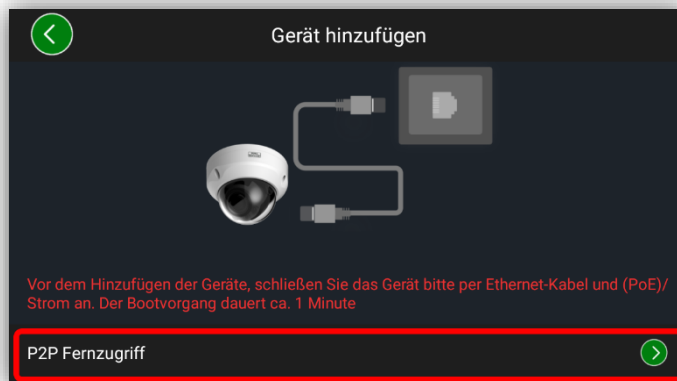 Gerät hinzufügen
Vor dem Hinzufügen der Geräte, schließen Sie das Gerät bitte per Ethernet-Kabel und (PoE)/
Strom an. Der Bootvorgang dauert ca. 1 Minute
P2P Fernzugriff